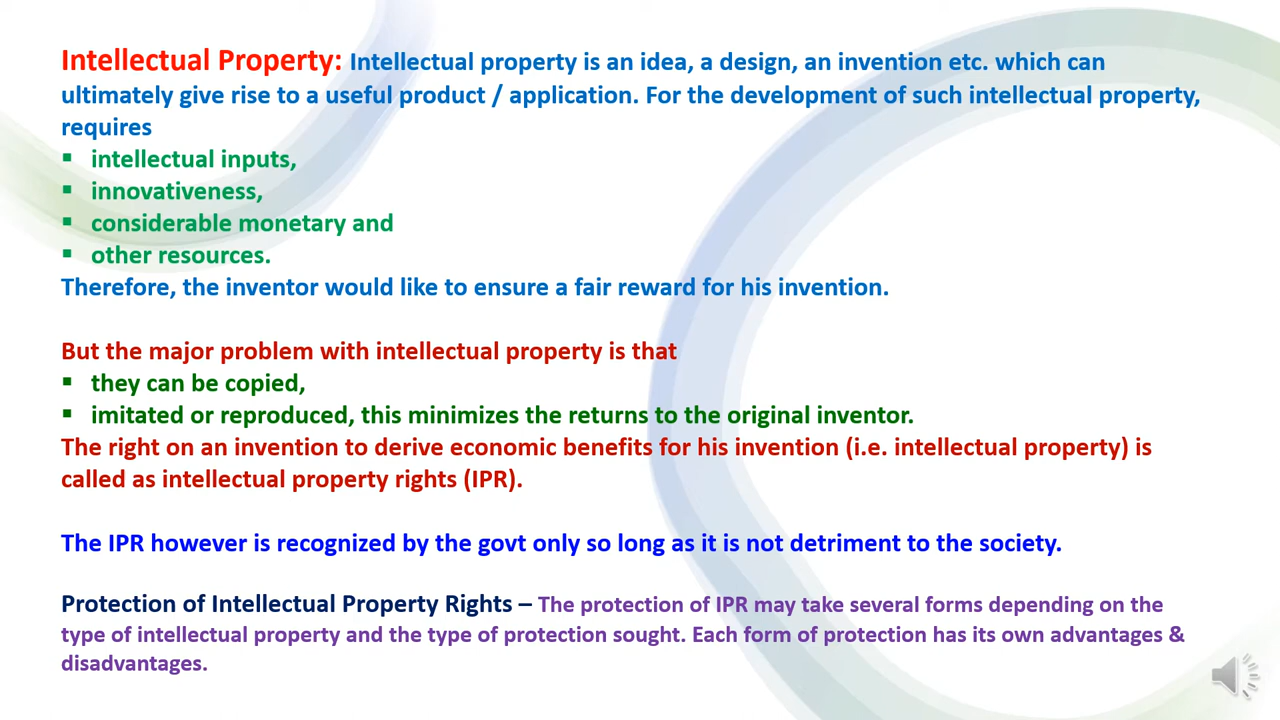 Intellectual Property: Intellectual property is an idea, a design, an invention etc. which can
ultimately give rise to a useful product / application. For the development of such intellectual property,
requires
▪ intellectual inputs,
▪ innovativeness,
▪ considerable monetary and
▪ other resources.
Therefore, the inventor would like to ensure a fair reward for his invention.
But the major problem with intellectual property is that
▪ they can be copied,
▪ imitated or reproduced, this minimizes the returns to the original inventor.
The right on an invention to derive economic benefits for his invention (i.e. intellectual property) is
called as intellectual property rights (IPR).
The IPR however is recognized by the govt only so long as it is not detriment to the society.
Protection of Intellectual Property Rights – The protection of IPR may take several forms depending on the
type of intellectual property and the type of protection sought. Each form of protection has its own advantages &
disadvantages.